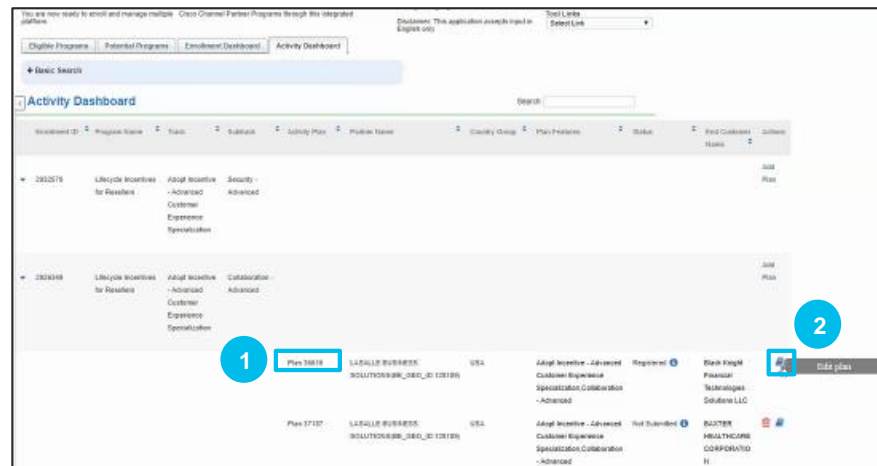 You are now ready to enroll and manage multiple Cisco Channel Partner Programs through this integrated
platform.
Disclaimer: This application accepts input in
English only
Tool Links
Select Link
Eligible Programs
Potential Programs
Enrollment Dashboard
Activity Dashboard
+ Basic Search
Activity Dashboard
Search
Enrollment ID Program Name Track Subtrack Activity Plan Partner Name Country Group Plan Features Status End Customer Actions
Name
Add
Plan
Lifecycle Incentives Adopt Incentive Security -
for Resellers - Advanced Advanced
Customer
Experience
Specialization
Add
Plan
Lifecycle Incentives Adopt Incentive Collaboration -
for Resellers - Advanced Advanced
Customer
Experience
Specialization
1
2
Plan 36618 LASALLE BUSINESS USA Adopt Incentive - Advanced Registered Black Knight
Edit plan
Customer Experience Financial
Specialization,Collaboration Technologies
- Advanced Solutions LLC
Plan 37187 LASALLE BUSINESS USA Adopt Incentive - Advanced Not Submitted BAXTER
Customer Experience HEALTHCARE
Specialization,Collaboration CORPORATIO
- Advanced N